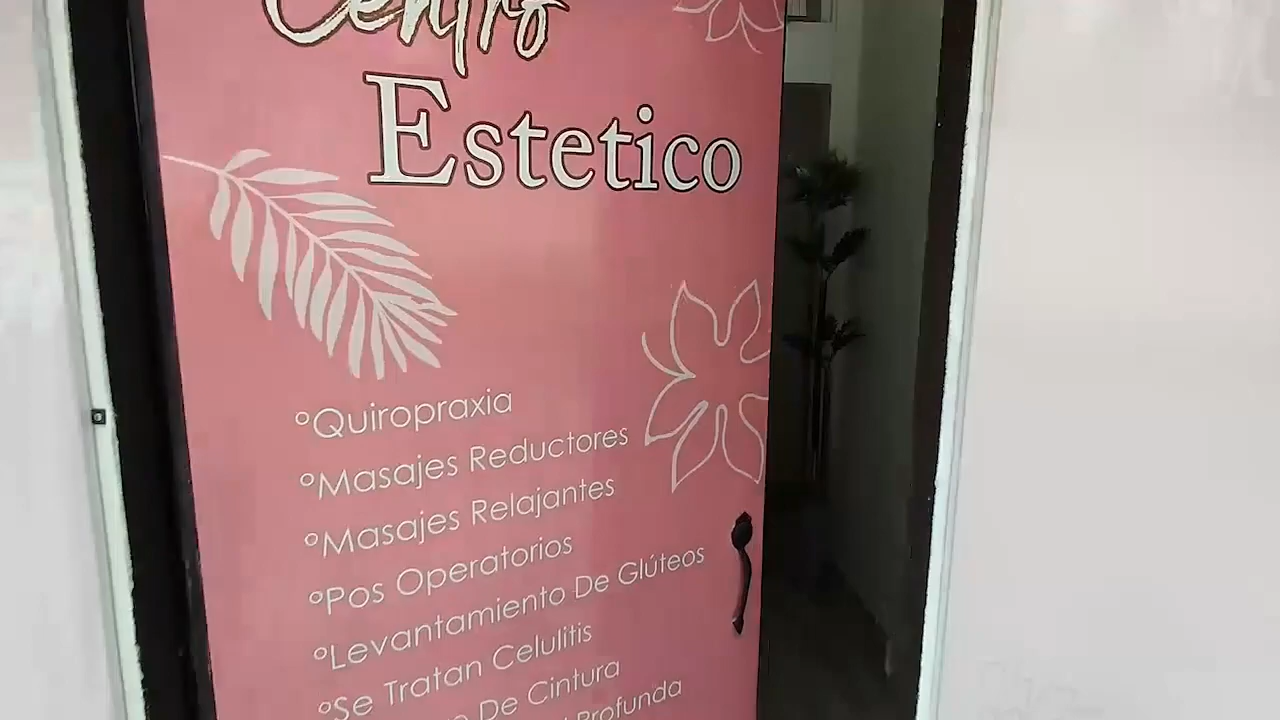 Centro
Estetico
°Quiropraxia
°Masajes Reductores
°Masajes Relajantes
°Pos Operatorios
°Levantamiento De Glúteos
°Se Tratan Celulitis
De Cintura
Profunda